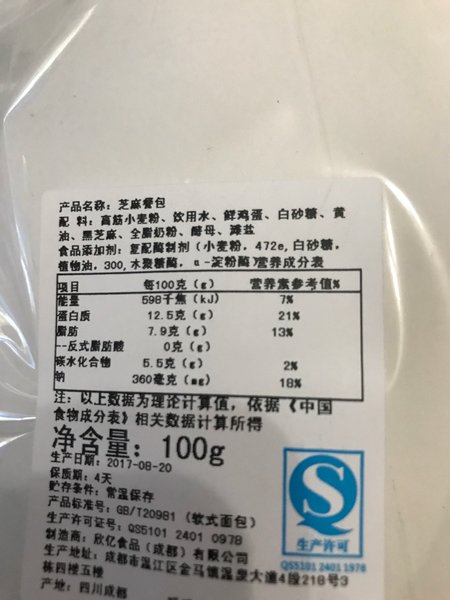 产品名称：芝麻餐包
配 料：高筋小麦粉、饮用水、鲜鸡蛋、白砂糖、黄
油、黑芝麻、全脂奶粉、酵母、滩盐
食品添加剂：复配酶制剂（小麦粉，472e，白砂糖，
植物油，300，木聚糖酶，α-淀粉酶）营养成分表
项目 每100克（g） 营养素参考值%
能量 598千焦（kJ） 7%
蛋白质 12.5克（g） 21%
脂肪 7.9克（g） 13%
--反式脂肪酸 0克（g）
碳水化合物 5.5克（g） 2%
钠 360毫克（mg） 18%
注：以上数据为理论计算值，依据《中国
食物成分表》相关数据计算所得
净含量：100g
生产日期：2017-08-20
保质期：4天
贮存条件：常温保存
产品标准号：GB/T20981（软式面包）
生产许可证号：QS5101 2401 0978
制造商：欣亿食品（成都）有限公司
生产地址：成都市温江区金马镇温泉大道4段218号3
栋四楼五楼
产地：四川成都
生产许可
QS5101 2401 1978